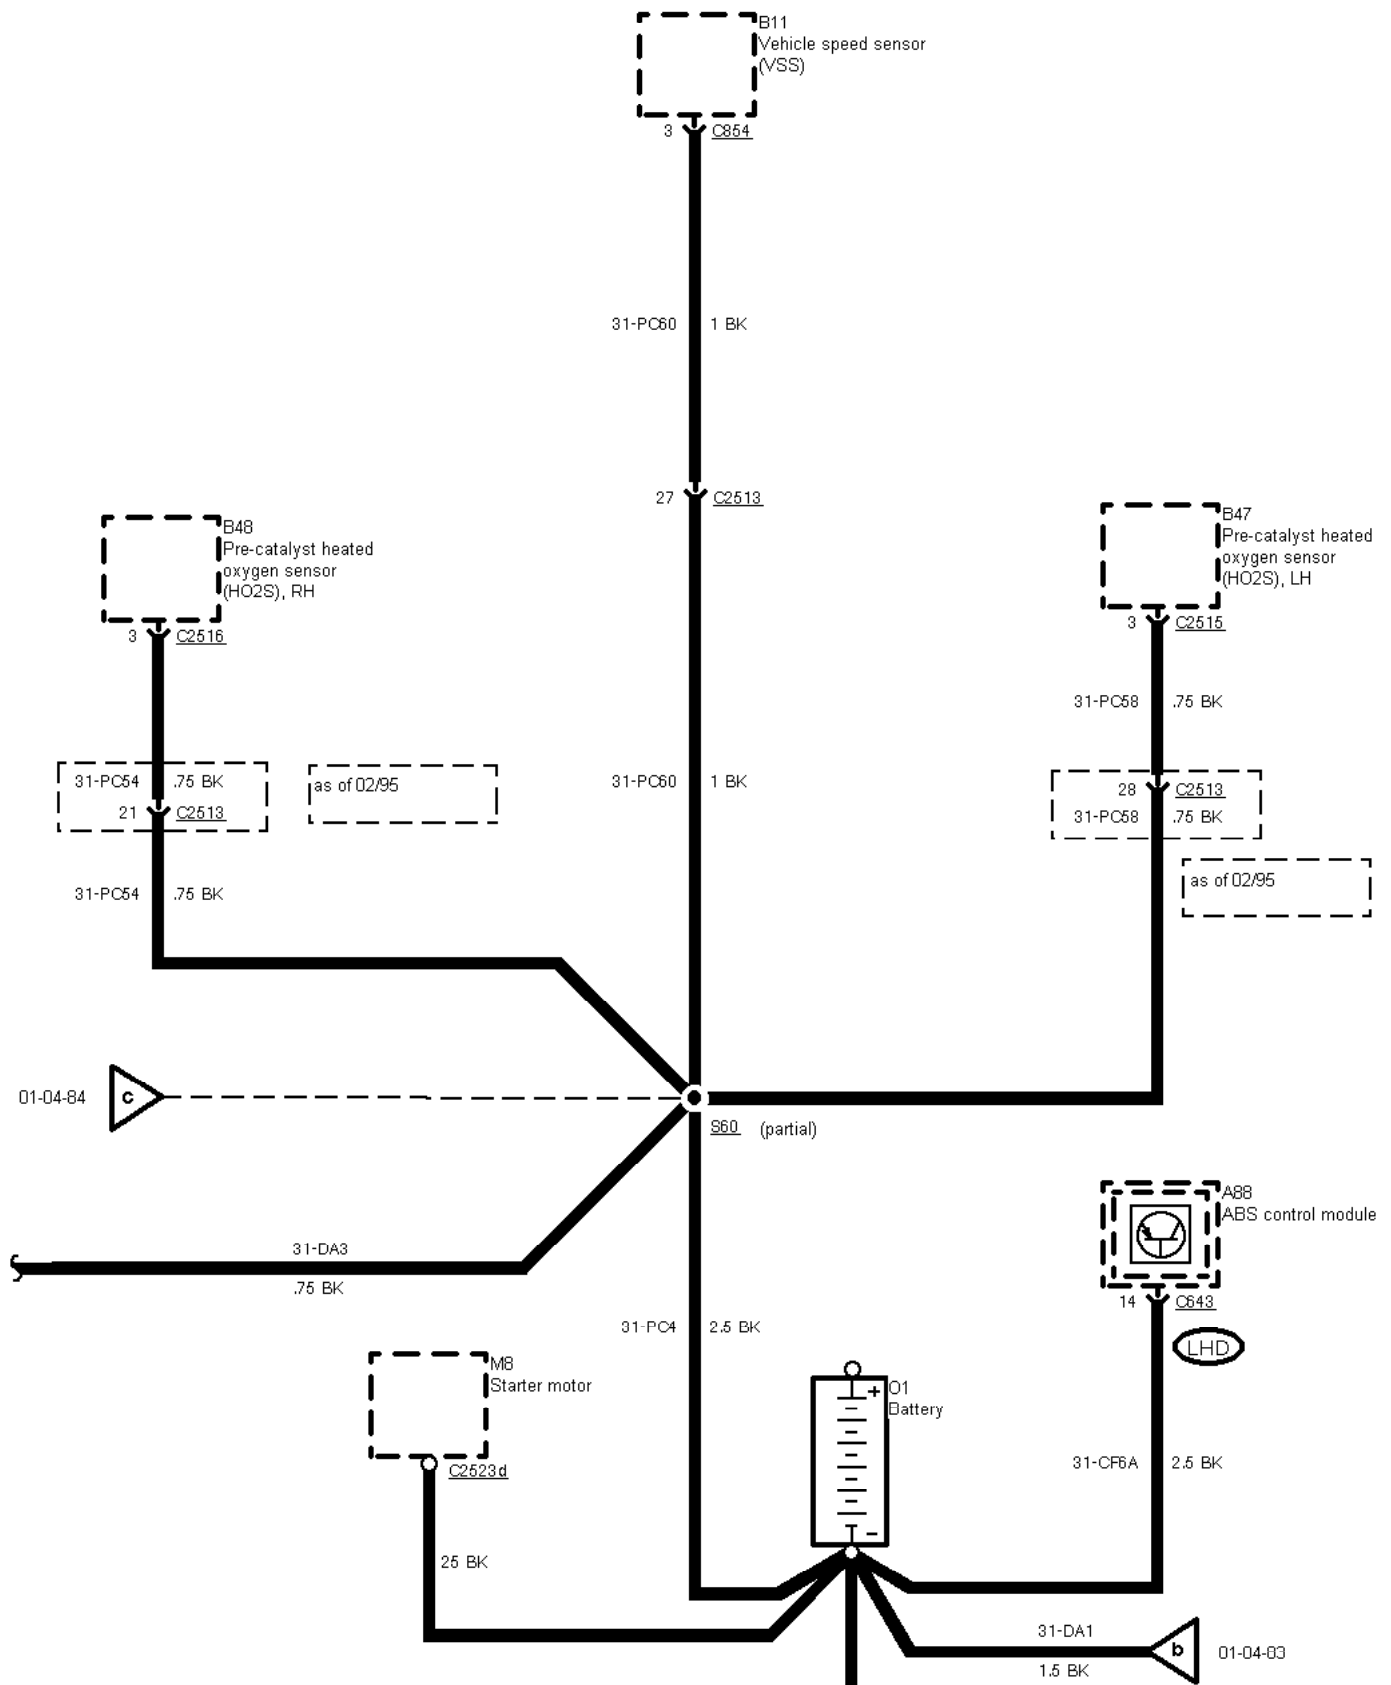 B11
Vehicle speed sensor
(VSS)
3 C854
31-PC60 1 BK
27 C2513
B48
Pre-catalyst heated
oxygen sensor
(HO2S), RH
3 C2516
B47
Pre-catalyst heated
oxygen sensor
(HO2S), LH
3 C2515
31-PC58 .75 BK
31-PC54 .75 BK
21 C2513
as of 02/95
31-PC60 1 BK
28 C2513
31-PC58 .75 BK
31-PC54 .75 BK
as of 02/95
01-04-84 c
S60 (partial)
A88
ABS control module
14 C643
LHD
31-DA3
.75 BK
31-PC4 2.5 BK
M8
Starter motor
C2523d
+ O1
Battery
-
31-CF6A 2.5 BK
25 BK
31-DA1
1.5 BK
b 01-04-83